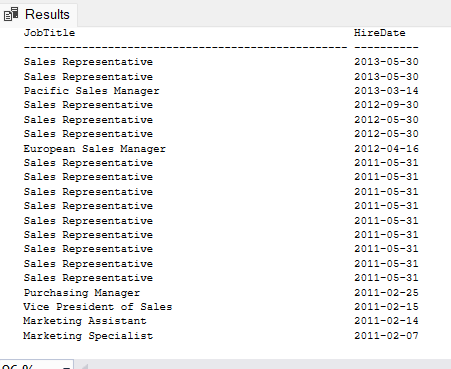 Results
JobTitle HireDate
-------------------------------------------------- ----------
Sales Representative 2013-05-30
Sales Representative 2013-05-30
Pacific Sales Manager 2013-03-14
Sales Representative 2012-09-30
Sales Representative 2012-05-30
Sales Representative 2012-05-30
European Sales Manager 2012-04-16
Sales Representative 2011-05-31
Sales Representative 2011-05-31
Sales Representative 2011-05-31
Sales Representative 2011-05-31
Sales Representative 2011-05-31
Sales Representative 2011-05-31
Sales Representative 2011-05-31
Sales Representative 2011-05-31
Sales Representative 2011-05-31
Purchasing Manager 2011-02-25
Vice President of Sales 2011-02-15
Marketing Assistant 2011-02-14
Marketing Specialist 2011-02-07